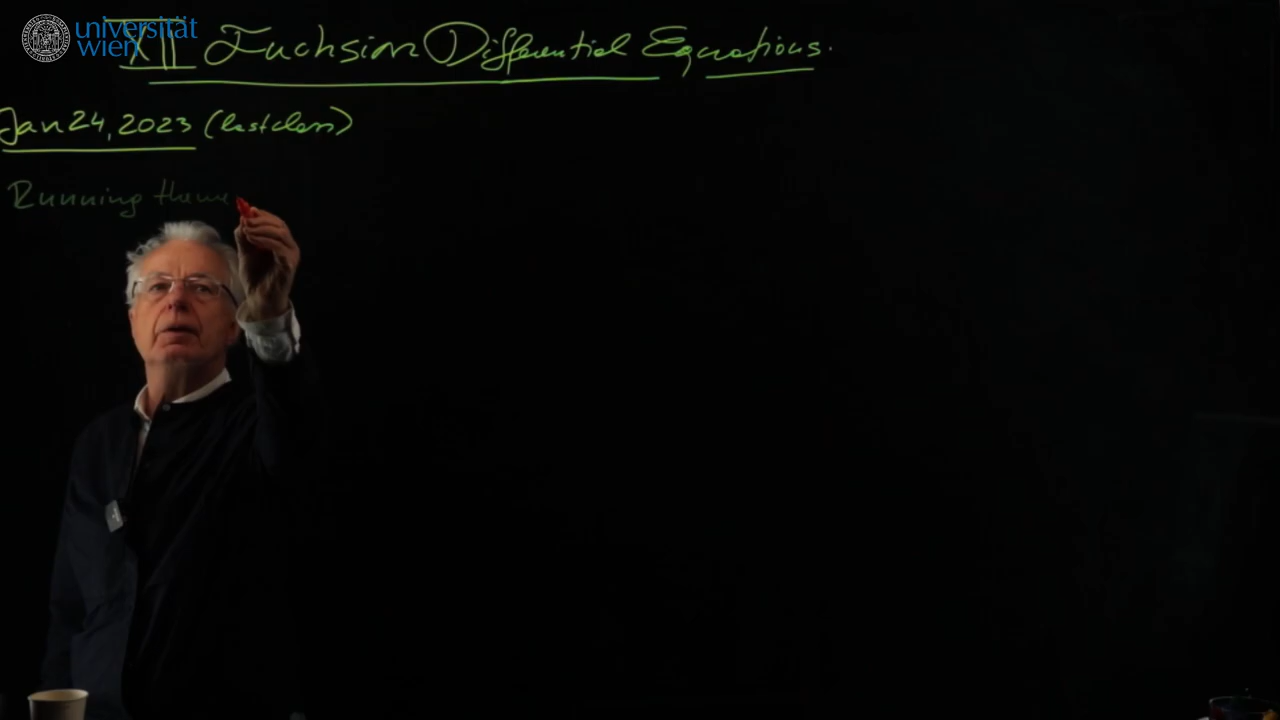 universität
wien
XII Fuchsian Differential Equations.
Jan 24, 2023 (last class)
Running theme